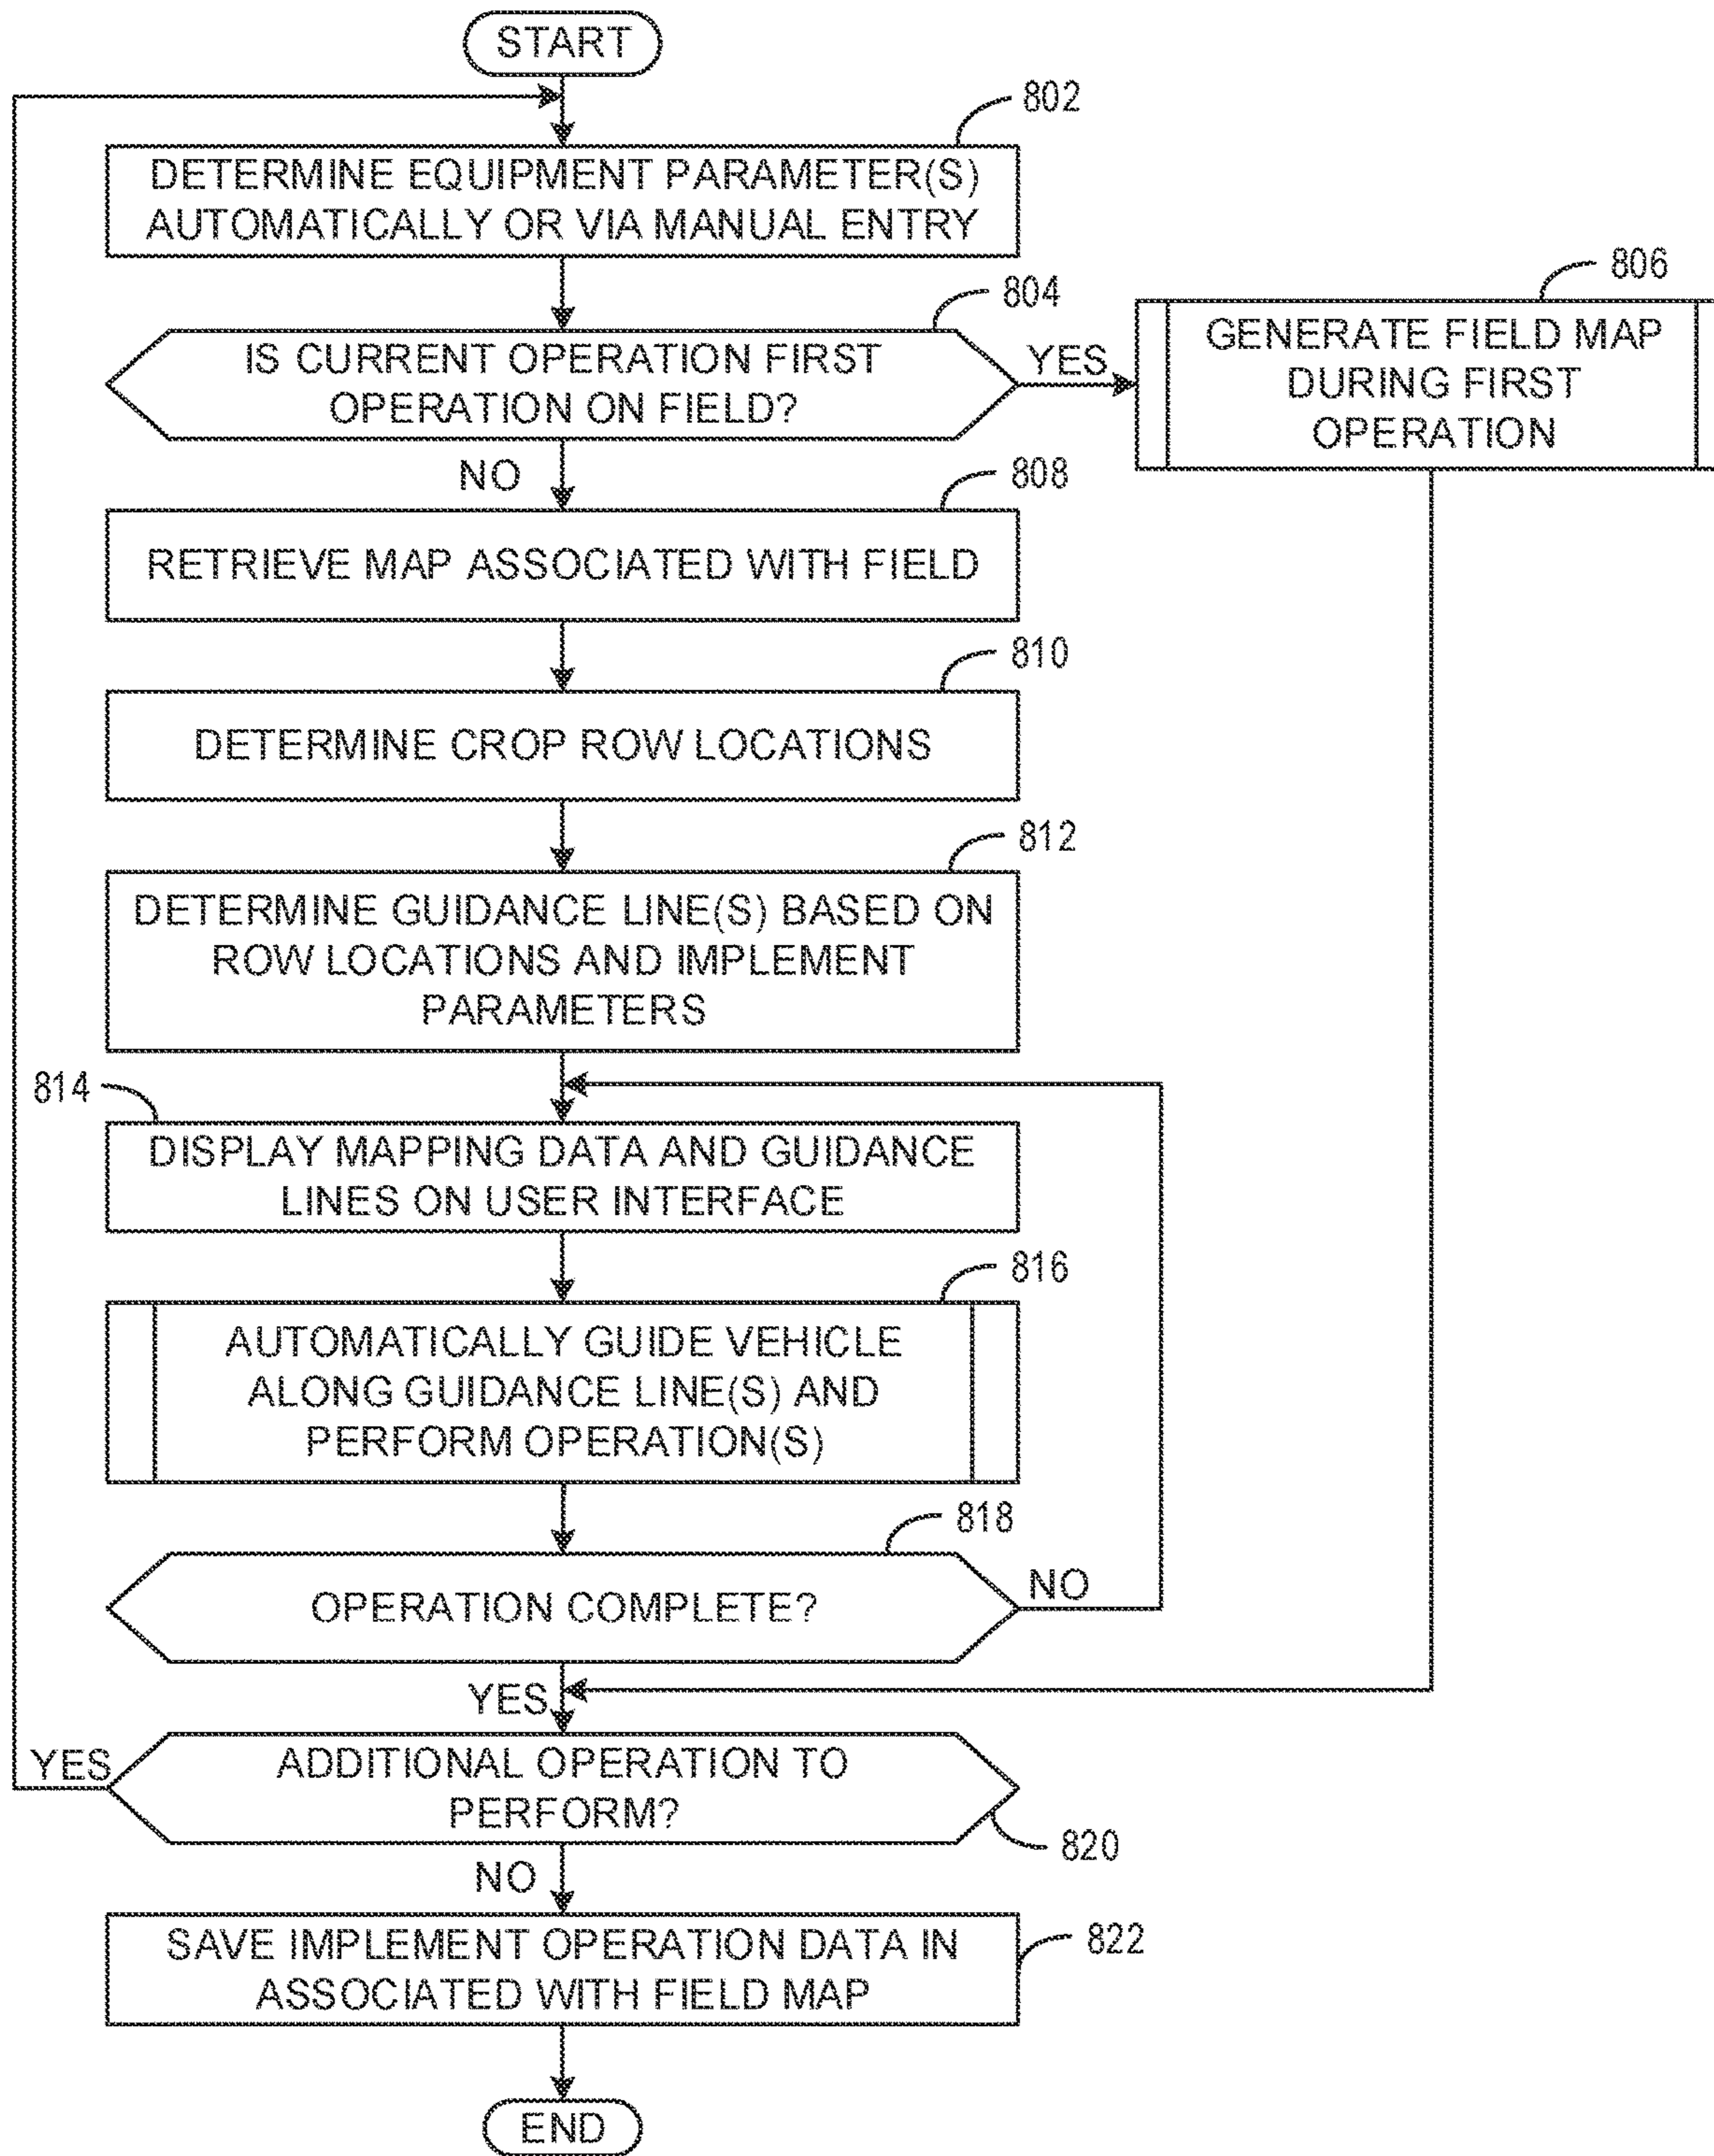 START
802
DETERMINE EQUIPMENT PARAMETER(S)
AUTOMATICALLY OR VIA MANUAL ENTRY
804
IS CURRENT OPERATION FIRST
OPERATION ON FIELD?
YES
806
GENERATE FIELD MAP
DURING FIRST
OPERATION
NO
808
RETRIEVE MAP ASSOCIATED WITH FIELD
810
DETERMINE CROP ROW LOCATIONS
812
DETERMINE GUIDANCE LINE(S) BASED ON
ROW LOCATIONS AND IMPLEMENT
PARAMETERS
814
DISPLAY MAPPING DATA AND GUIDANCE
LINES ON USER INTERFACE
816
AUTOMATICALLY GUIDE VEHICLE
ALONG GUIDANCE LINE(S) AND
PERFORM OPERATION(S)
818
OPERATION COMPLETE?
NO
YES
YES
ADDITIONAL OPERATION TO
PERFORM?
820
NO
SAVE IMPLEMENT OPERATION DATA IN
ASSOCIATED WITH FIELD MAP
822
END